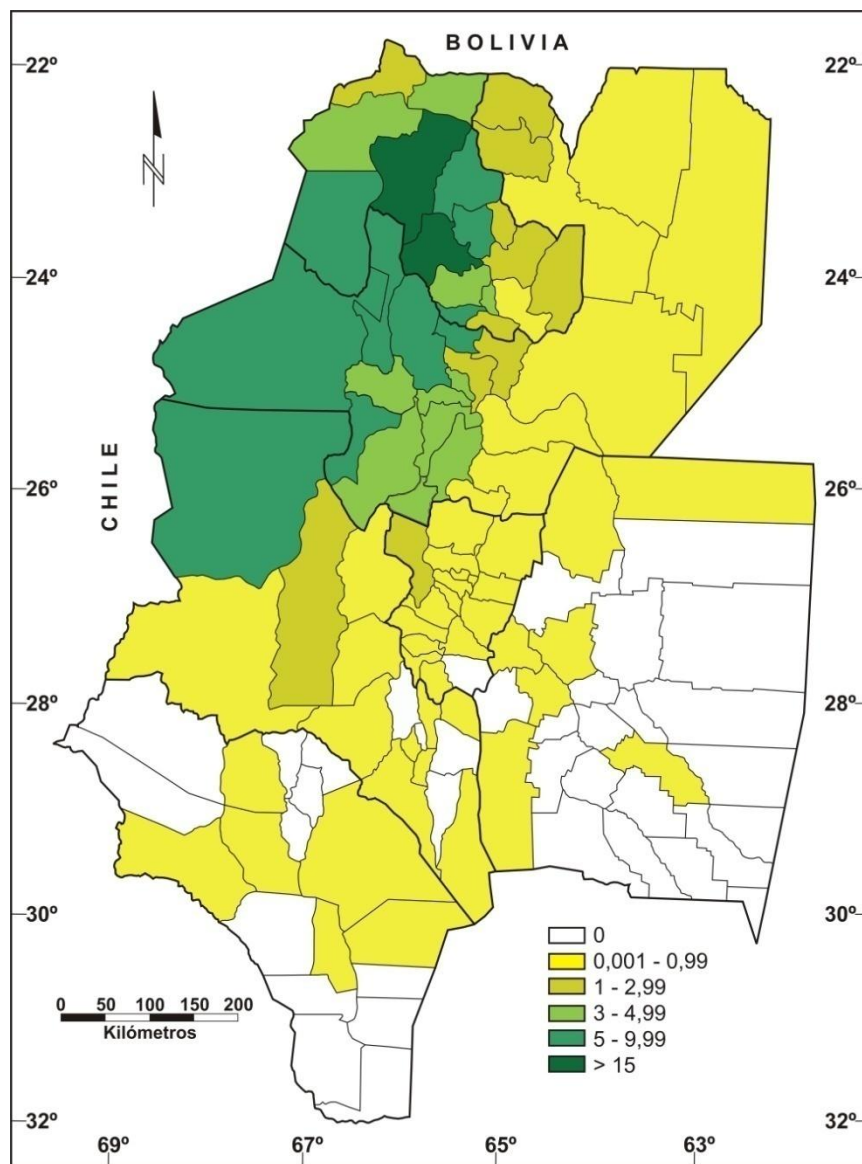 BOLIVIA
22º 22º
N
24º 24º
CHILE
26º 26º
28º 28º
30º 30º
0
0,001 - 0,99
1 - 2,99
3 - 4,99
5 - 9,99
> 15
0 50 100 150 200
Kilómetros
32º 32º
69º 67º 65º 63º